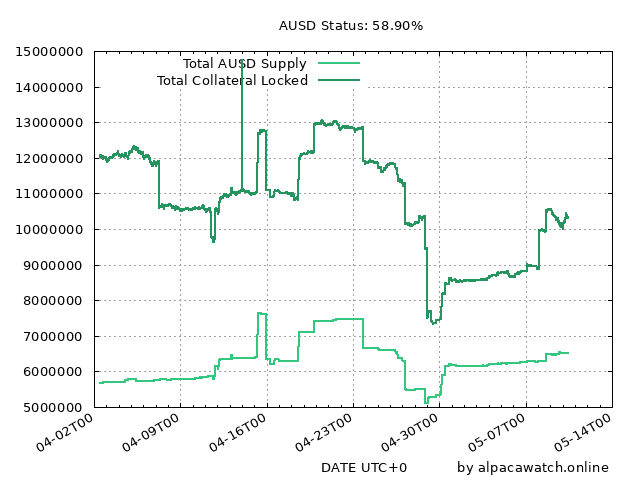 AUSD Status: 58.90%
15000000
Total AUSD Supply
14000000
Total Collateral Locked
13000000
12000000
11000000
10000000
9000000
8000000
7000000
6000000
5000000
04-02T00
04-09T00
04-16T00
04-23T00
04-30T00
05-07T00
05-14T00
DATE UTC+0
by alpacawatch.online